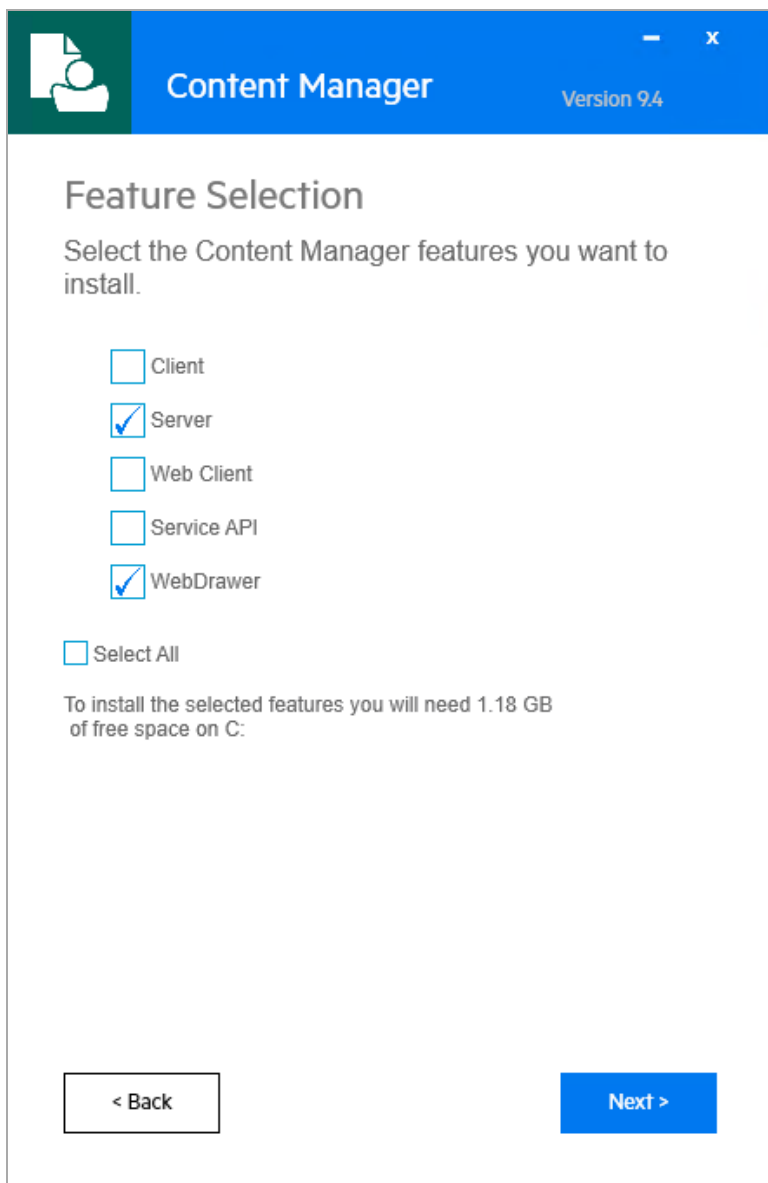 Content Manager
Version 9.4
x
Feature Selection
Select the Content Manager features you want to
install.
Client
Server
Web Client
Service API
WebDrawer
Select All
To install the selected features you will need 1.18 GB
of free space on C:
< Back
Next >